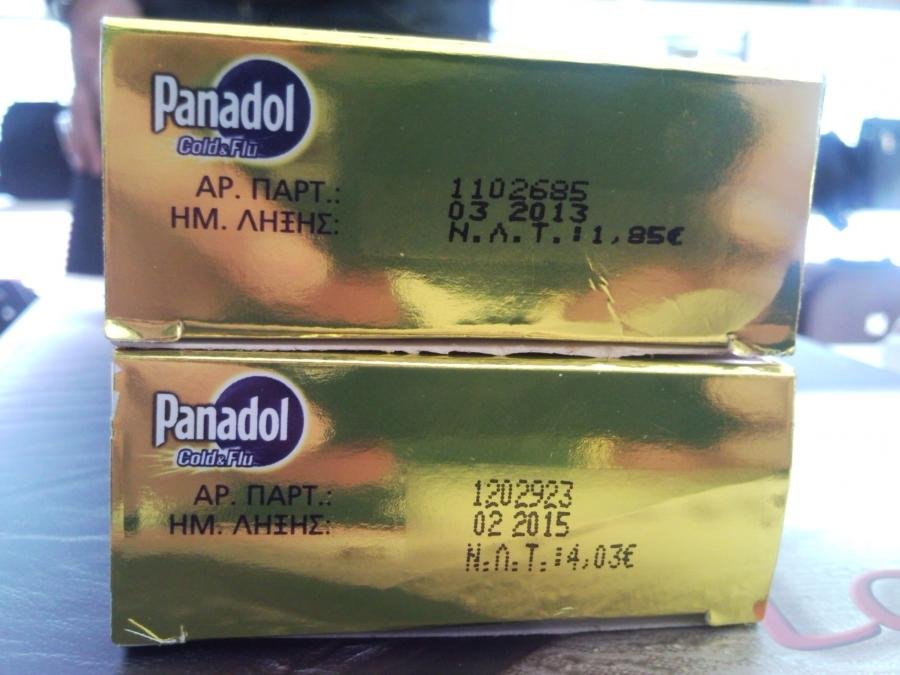 Panadol
Cold & Flu
ΑΡ. ΠΑΡΤ.: 1102685
ΗΜ. ΛΗΞΗΣ: 03 2013
Ν.Λ.Τ.:1,85€
Panadol
Cold & Flu
ΑΡ. ΠΑΡΤ.: 1202923
ΗΜ. ΛΗΞΗΣ: 02 2015
Ν.Λ.Τ.:4,03€